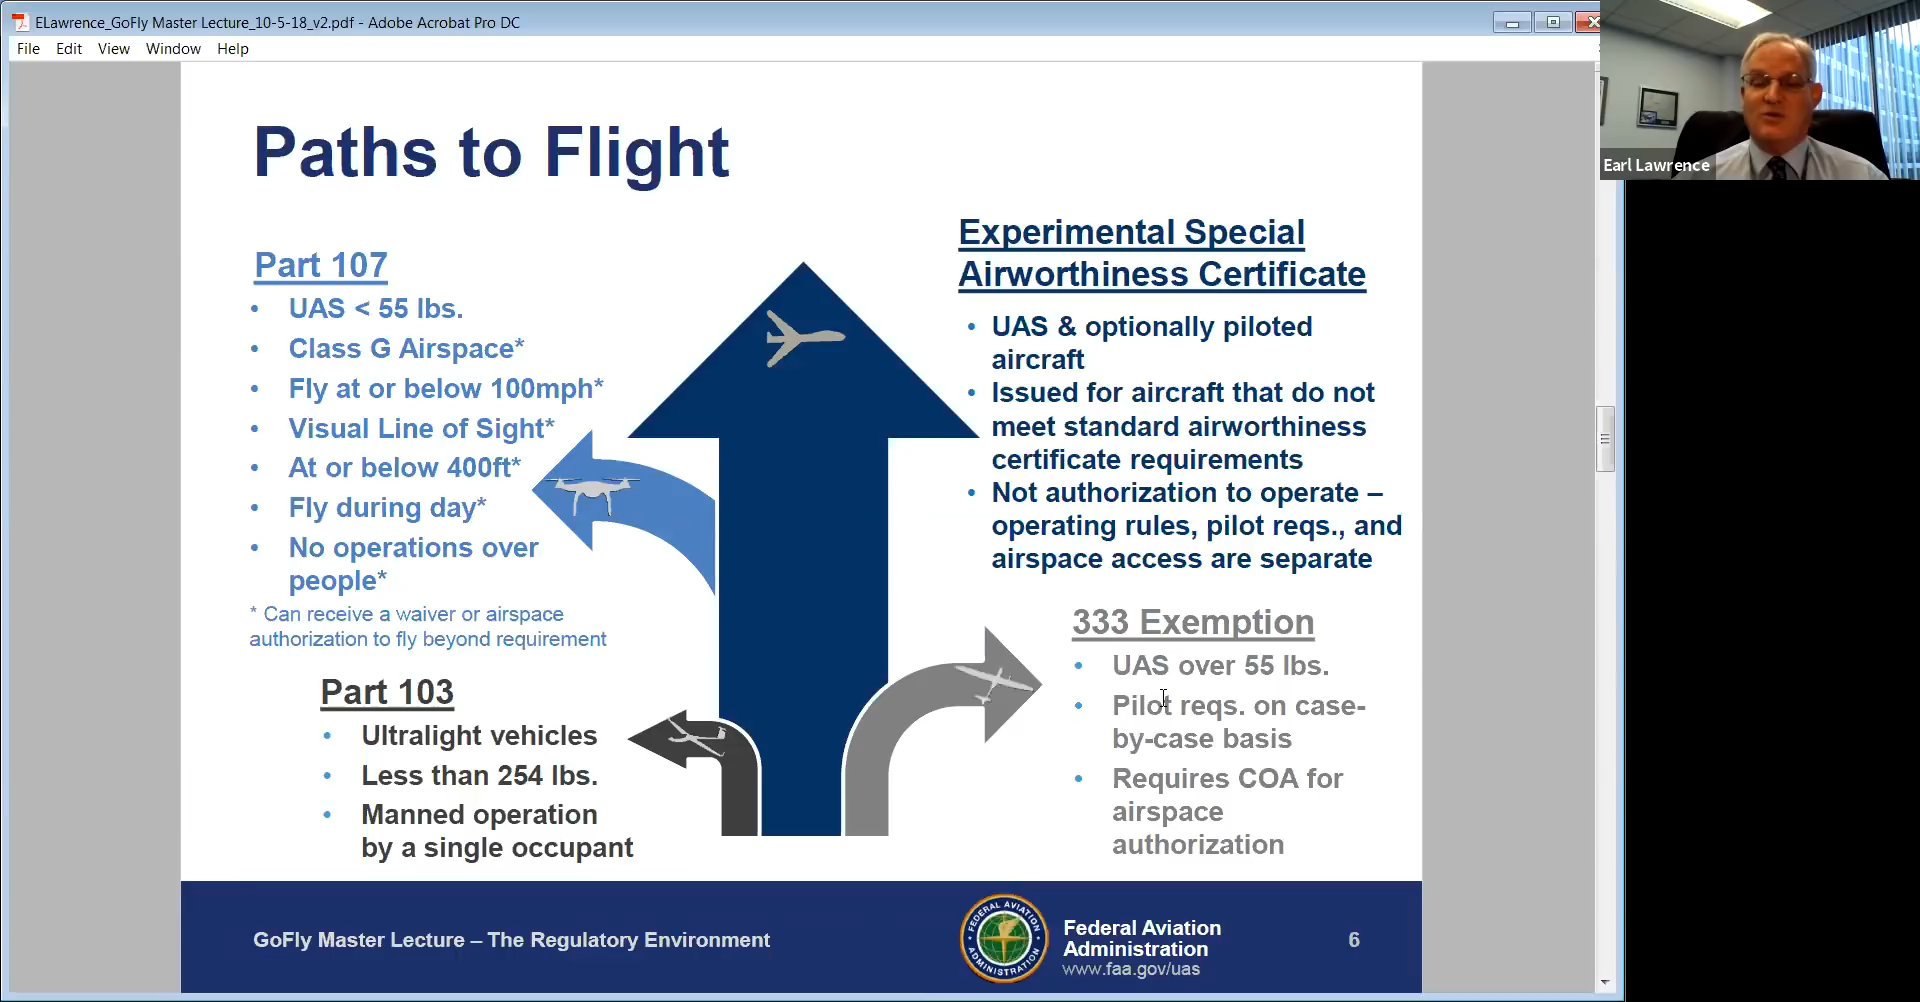 ELawrence_GoFly Master Lecture_10-5-18_v2.pdf - Adobe Acrobat Pro DC
File Edit View Window Help
Earl Lawrence
Paths to Flight
Part 107
• UAS < 55 lbs.
• Class G Airspace*
• Fly at or below 100mph*
• Visual Line of Sight*
• At or below 400ft*
• Fly during day*
• No operations over
people*
* Can receive a waiver or airspace
authorization to fly beyond requirement
Part 103
• Ultralight vehicles
• Less than 254 lbs.
• Manned operation
by a single occupant
Experimental Special
Airworthiness Certificate
• UAS & optionally piloted
aircraft
• Issued for aircraft that do not
meet standard airworthiness
certificate requirements
• Not authorization to operate –
operating rules, pilot reqs., and
airspace access are separate
333 Exemption
• UAS over 55 lbs.
• Pilot reqs. on case-
by-case basis
• Requires COA for
airspace
authorization
GoFly Master Lecture – The Regulatory Environment
FEDERAL AVIATION
ADMINISTRATION
Federal Aviation
Administration
www.faa.gov/uas
6